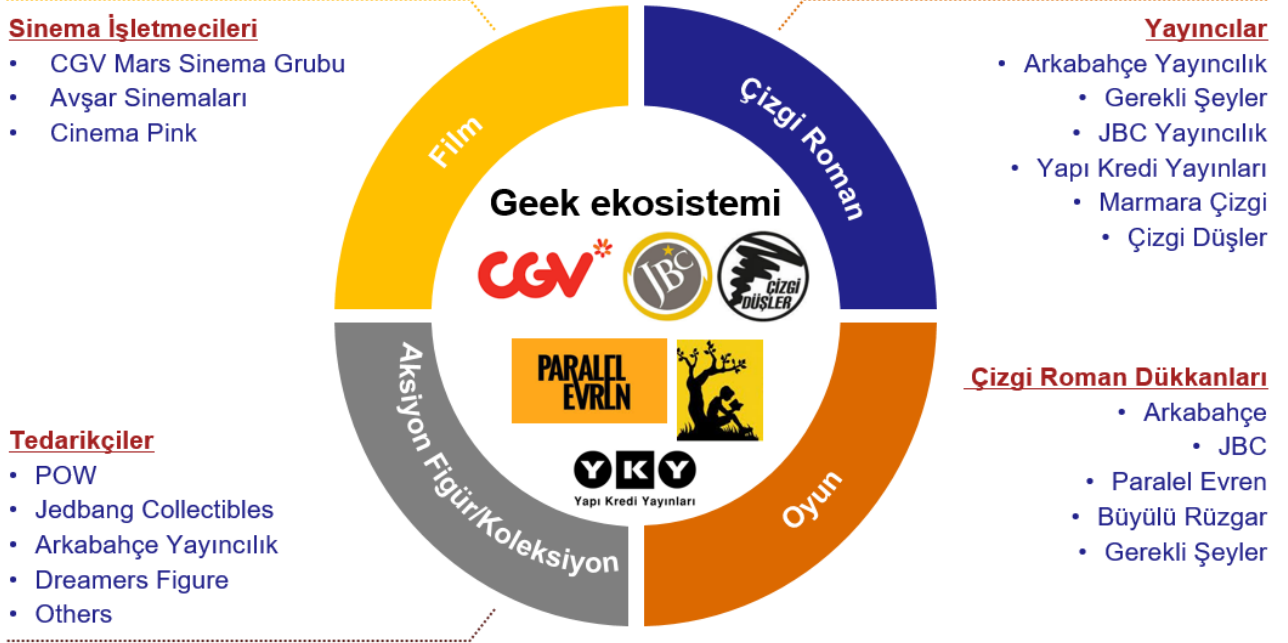 Sinema İşletmecileri
• CGV Mars Sinema Grubu
• Avşar Sinemaları
• Cinema Pink
Yayıncılar
• Arkabahçe Yayıncılık
• Gerekli Şeyler
• JBC Yayıncılık
• Yapı Kredi Yayınları
• Marmara Çizgi
• Çizgi Düşler
Film
Çizgi Roman
Geek ekosistemi
CGV
JBC
ÇİZGİ
DÜŞLER
PARALEL
EVREN
YKY
Yapı Kredi Yayınları
Aksiyon Figür/Koleksiyon
Oyun
Tedarikçiler
• POW
• Jedbang Collectibles
• Arkabahçe Yayıncılık
• Dreamers Figure
• Others
Çizgi Roman Dükkanları
• Arkabahçe
• JBC
• Paralel Evren
• Büyülü Rüzgar
• Gerekli Şeyler